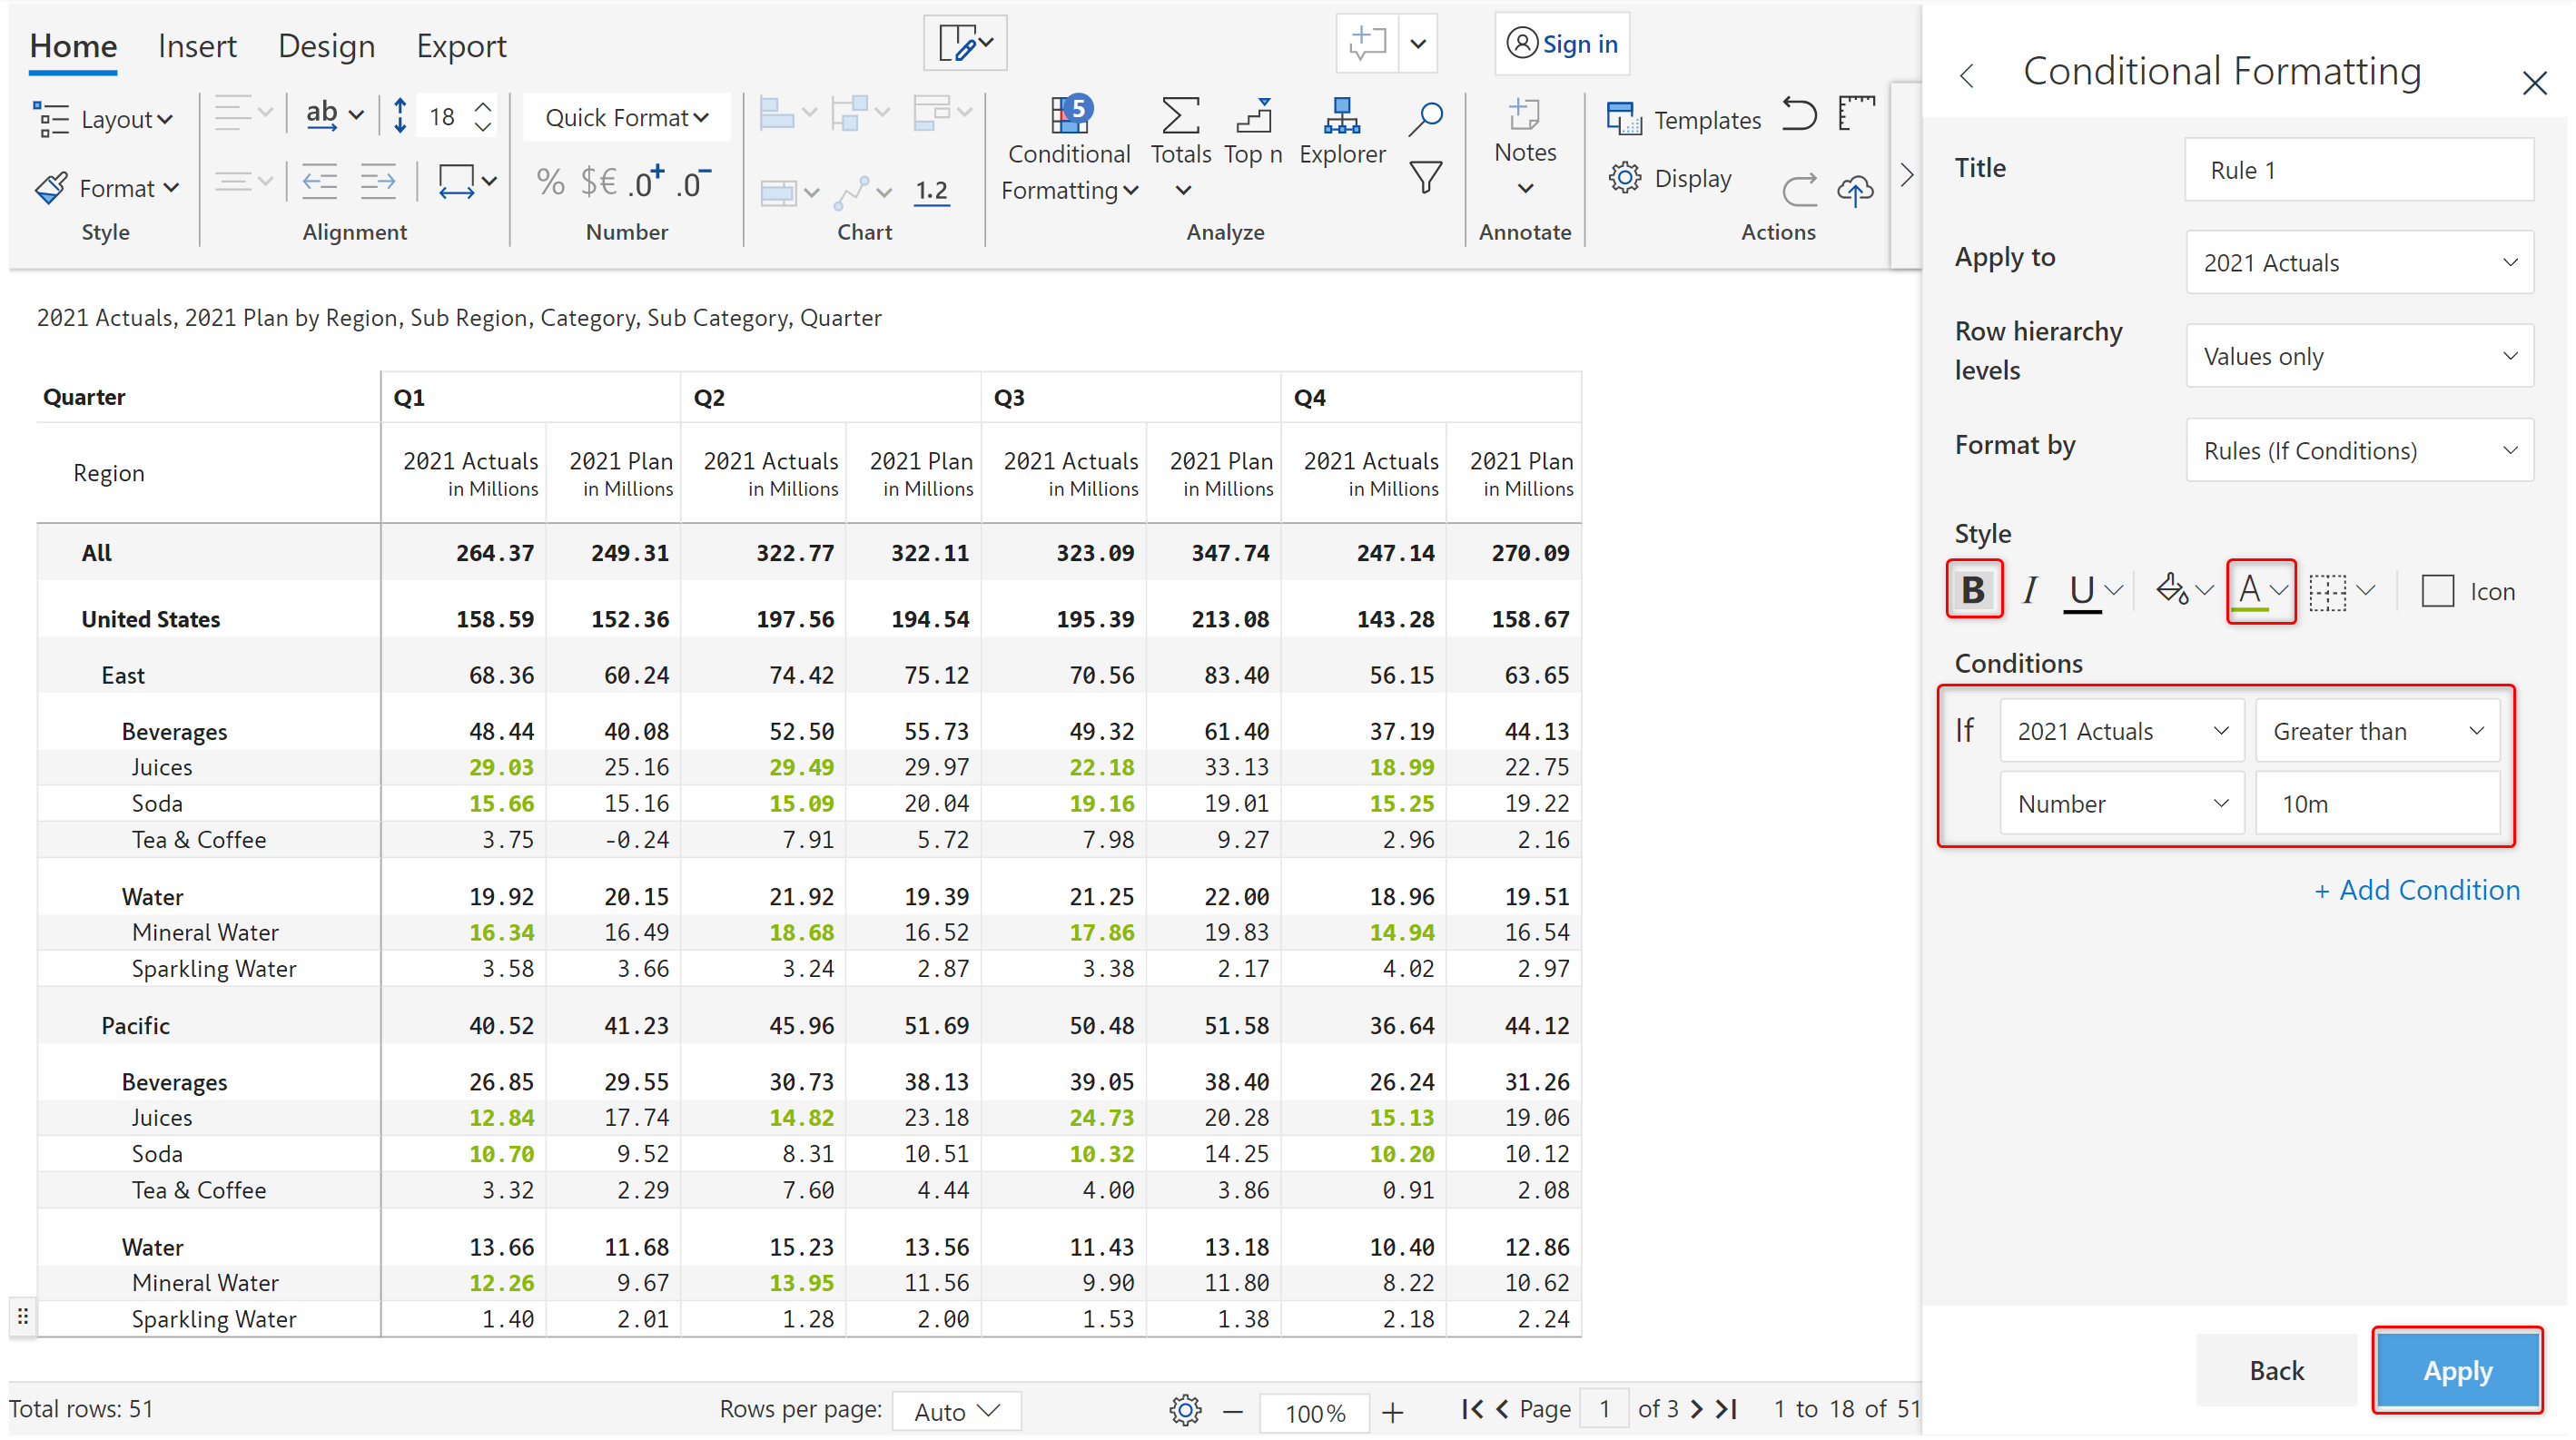 Home Insert Design Export Sign in
Layout ab 18 Quick Format 5 Conditional Formatting Totals Top n Explorer Notes Templates
Format % $€ .0+ .0- 1.2 Display
Style Alignment Number Chart Analyze Annotate Actions
2021 Actuals, 2021 Plan by Region, Sub Region, Category, Sub Category, Quarter
Quarter Q1 Q2 Q3 Q4
Region 2021 Actuals 2021 Plan 2021 Actuals 2021 Plan 2021 Actuals 2021 Plan 2021 Actuals 2021 Plan
in Millions in Millions in Millions in Millions in Millions in Millions in Millions in Millions
All 264.37 249.31 322.77 322.11 323.09 347.74 247.14 270.09
United States 158.59 152.36 197.56 194.54 195.39 213.08 143.28 158.67
East 68.36 60.24 74.42 75.12 70.56 83.40 56.15 63.65
Beverages 48.44 40.08 52.50 55.73 49.32 61.40 37.19 44.13
Juices 29.03 25.16 29.49 29.97 22.18 33.13 18.99 22.75
Soda 15.66 15.16 15.09 20.04 19.16 19.01 15.25 19.22
Tea & Coffee 3.75 -0.24 7.91 5.72 7.98 9.27 2.96 2.16
Water 19.92 20.15 21.92 19.39 21.25 22.00 18.96 19.51
Mineral Water 16.34 16.49 18.68 16.52 17.86 19.83 14.94 16.54
Sparkling Water 3.58 3.66 3.24 2.87 3.38 2.17 4.02 2.97
Pacific 40.52 41.23 45.96 51.69 50.48 51.58 36.64 44.12
Beverages 26.85 29.55 30.73 38.13 39.05 38.40 26.24 31.26
Juices 12.84 17.74 14.82 23.18 24.73 20.28 15.13 19.06
Soda 10.70 9.52 8.31 10.51 10.32 14.25 10.20 10.12
Tea & Coffee 3.32 2.29 7.60 4.44 4.00 3.86 0.91 2.08
Water 13.66 11.68 15.23 13.56 11.43 13.18 10.40 12.86
Mineral Water 12.26 9.67 13.95 11.56 9.90 11.80 8.22 10.62
Sparkling Water 1.40 2.01 1.28 2.00 1.53 1.38 2.18 2.24
Total rows: 51 Rows per page: Auto 100% Page 1 of 3 1 to 18 of 51
Conditional Formatting
Title Rule 1
Apply to 2021 Actuals
Row hierarchy
levels Values only
Format by Rules (If Conditions)
Style
B I U A Icon
Conditions
If 2021 Actuals Greater than
Number 10m
+ Add Condition
Back Apply